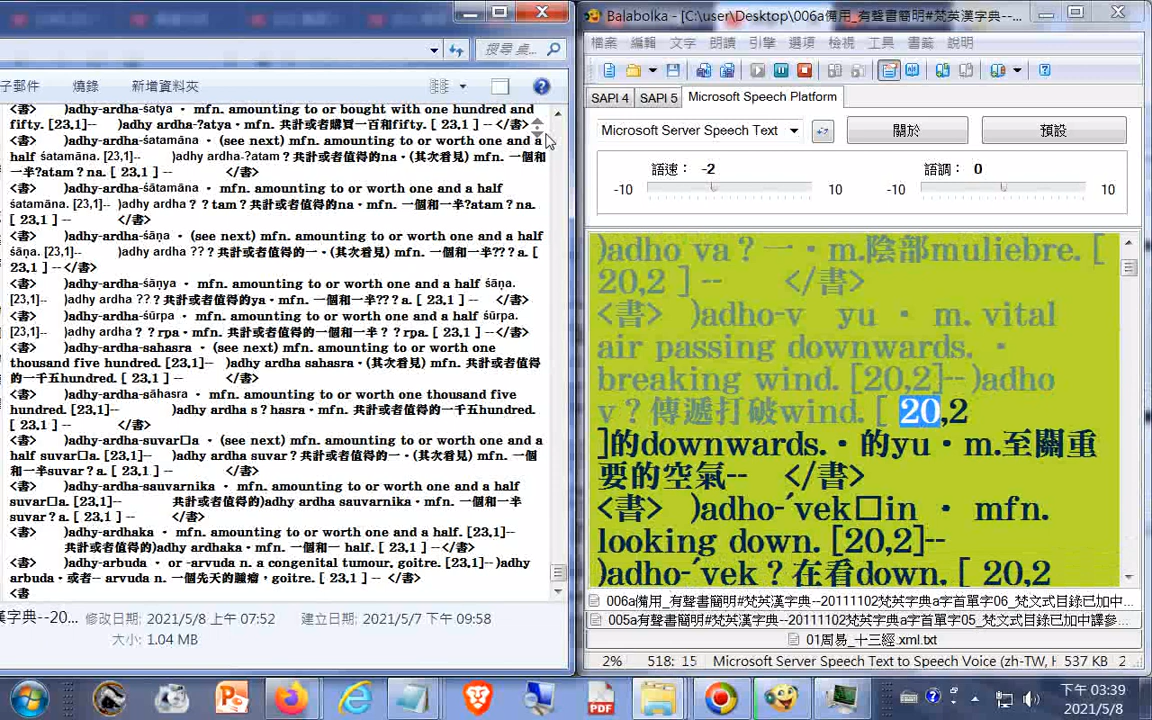 搜尋桌...
子郵件
燒錄
新增資料夾
<書> )adhy-ardha-śatya‧mfn. amounting to or bought with one hundred and
fifty. [23,1]-- )adhy ardha-?atya‧mfn. 共計或者購買一百和fifty. [ 23,1 ] --</書>
<書> )adhy-ardha-śatamāna‧(see next) mfn. amounting to or worth one and a
half śatamāna. [23,1]-- )adhy ardha-?atam？共計或者值得的na‧(其次看見) mfn. 一個和
一半?atam？na. [ 23,1 ] -- </書>
<書> )adhy-ardha-śātamāna‧mfn. amounting to or worth one and a half
śatamāna. [23,1]-- )adhy ardha？？tam？共計或者值得的na‧mfn. 一個和一半?atam？na.
[ 23,1 ] -- </書>
<書> )adhy-ardha-śāṇa‧(see next) mfn. amounting to or worth one and a half
śāṇa. [23,1]-- )adhy ardha ??？共計或者值得的一‧(其次看見) mfn. 一個和一半???a. [
23,1 ] -- </書>
<書> )adhy-ardha-śāṇya‧mfn. amounting to or worth one and a half śāṇa.
[23,1]-- )adhy ardha ??？共計或者值得的ya‧mfn. 一個和一半???a. [ 23,1 ] -- </書>
<書> )adhy-ardha-śūrpa‧mfn. amounting to or worth one and a half śūrpa.
[23,1]-- )adhy ardha？？rpa‧mfn. 共計或者值得的一個和一半？？rpa. [ 23,1 ] -- </書>
<書> )adhy-ardha-sahasra‧(see next) mfn. amounting to or worth one
thousand five hundred. [23,1]-- )adhy ardha sahasra‧(其次看見) mfn. 共計或者值得
的一千五hundred. [ 23,1 ] -- </書>
<書> )adhy-ardha-sāhasra‧mfn. amounting to or worth one thousand five
hundred. [23,1]-- )adhy ardha s？hasra‧mfn. 共計或者值得的一千五hundred.
[ 23,1 ] -- </書>
<書> )adhy-ardha-suvar□a‧(see next) mfn. amounting to or worth one and a
half suvar□a. [23,1]-- )adhy ardha suvar？共計或者值得的一‧(其次看見) mfn. 一個
和一半suvar？a. [ 23,1 ] -- </書>
<書> )adhy-ardha-sauvarnika‧mfn. amounting to or worth one and a half
suvar□a. [23,1]-- 共計或者值得的)adhy ardha sauvarnika‧mfn. 一個和一半
suvar？a. [ 23,1 ] -- </書>
<書> )adhy-ardhaka‧mfn. amounting to or worth one and a half. [23,1]--
共計或者值得的)adhy ardhaka‧mfn. 一個和一 half. [ 23,1 ] -- </書>
<書> )adhy-arbuda‧or -arvuda n. a congenital tumour, goitre. [23,1]--)adhy
arbuda‧或者-- arvuda n. 一個先天的腫瘤，goitre. [ 23,1 ] -- </書>
<書
漢字典--20... 修改日期: 2021/5/8 上午 07:52 建立日期: 2021/5/7 下午 09:58
大小: 1.04 MB
Balabolka - [C:\user\Desktop\006a備用_有聲書簡明#梵英漢字典--...
檔案 編輯 文字 朗讀 引擎 選項 檢視 工具 書籤 說明
SAPI 4 SAPI 5 Microsoft Speech Platform
Microsoft Server Speech Text
關於
預設
語速: -2
語調: 0
-10 10 -10 10
)adho va？一‧m.陰部muliebre. [
20,2 ] -- </書>
<書> )adho-v yu‧m. vital
air passing downwards.‧
breaking wind. [20,2]-- )adho
v？傳遞打破wind. [ 20,2
]的downwards.‧的yu‧m.至關重
要的空氣-- </書>
<書> )adho-´vek□in‧mfn.
looking down. [20,2]--
)adho-´vek？在看down. [ 20,2
006a備用_有聲書簡明#梵英漢字典--20111102梵英字典a字首單字06_梵文式目錄已加中...
005a有聲書簡明#梵英漢字典--20111102梵英字典a字首單字05_梵文式目錄已加中譯參...
01周易_十三經.xml.txt
2% 518: 15 Microsoft Server Speech Text to Speech Voice (zh-TW, H 537 KB 2
PDF
下午 03:39
2021/5/8